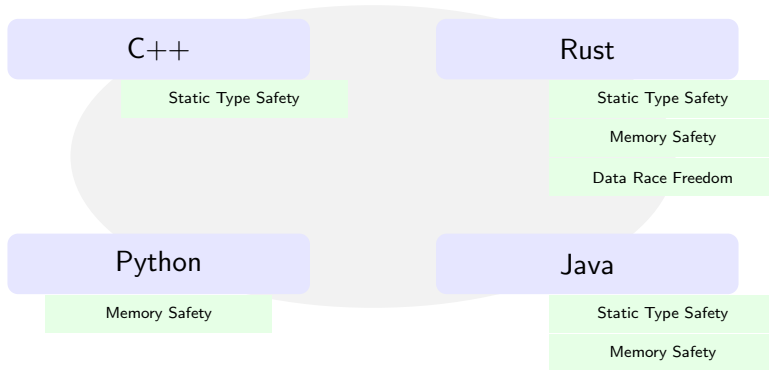 C++
Static Type Safety
Rust
Static Type Safety
Memory Safety
Data Race Freedom
Python
Memory Safety
Java
Static Type Safety
Memory Safety